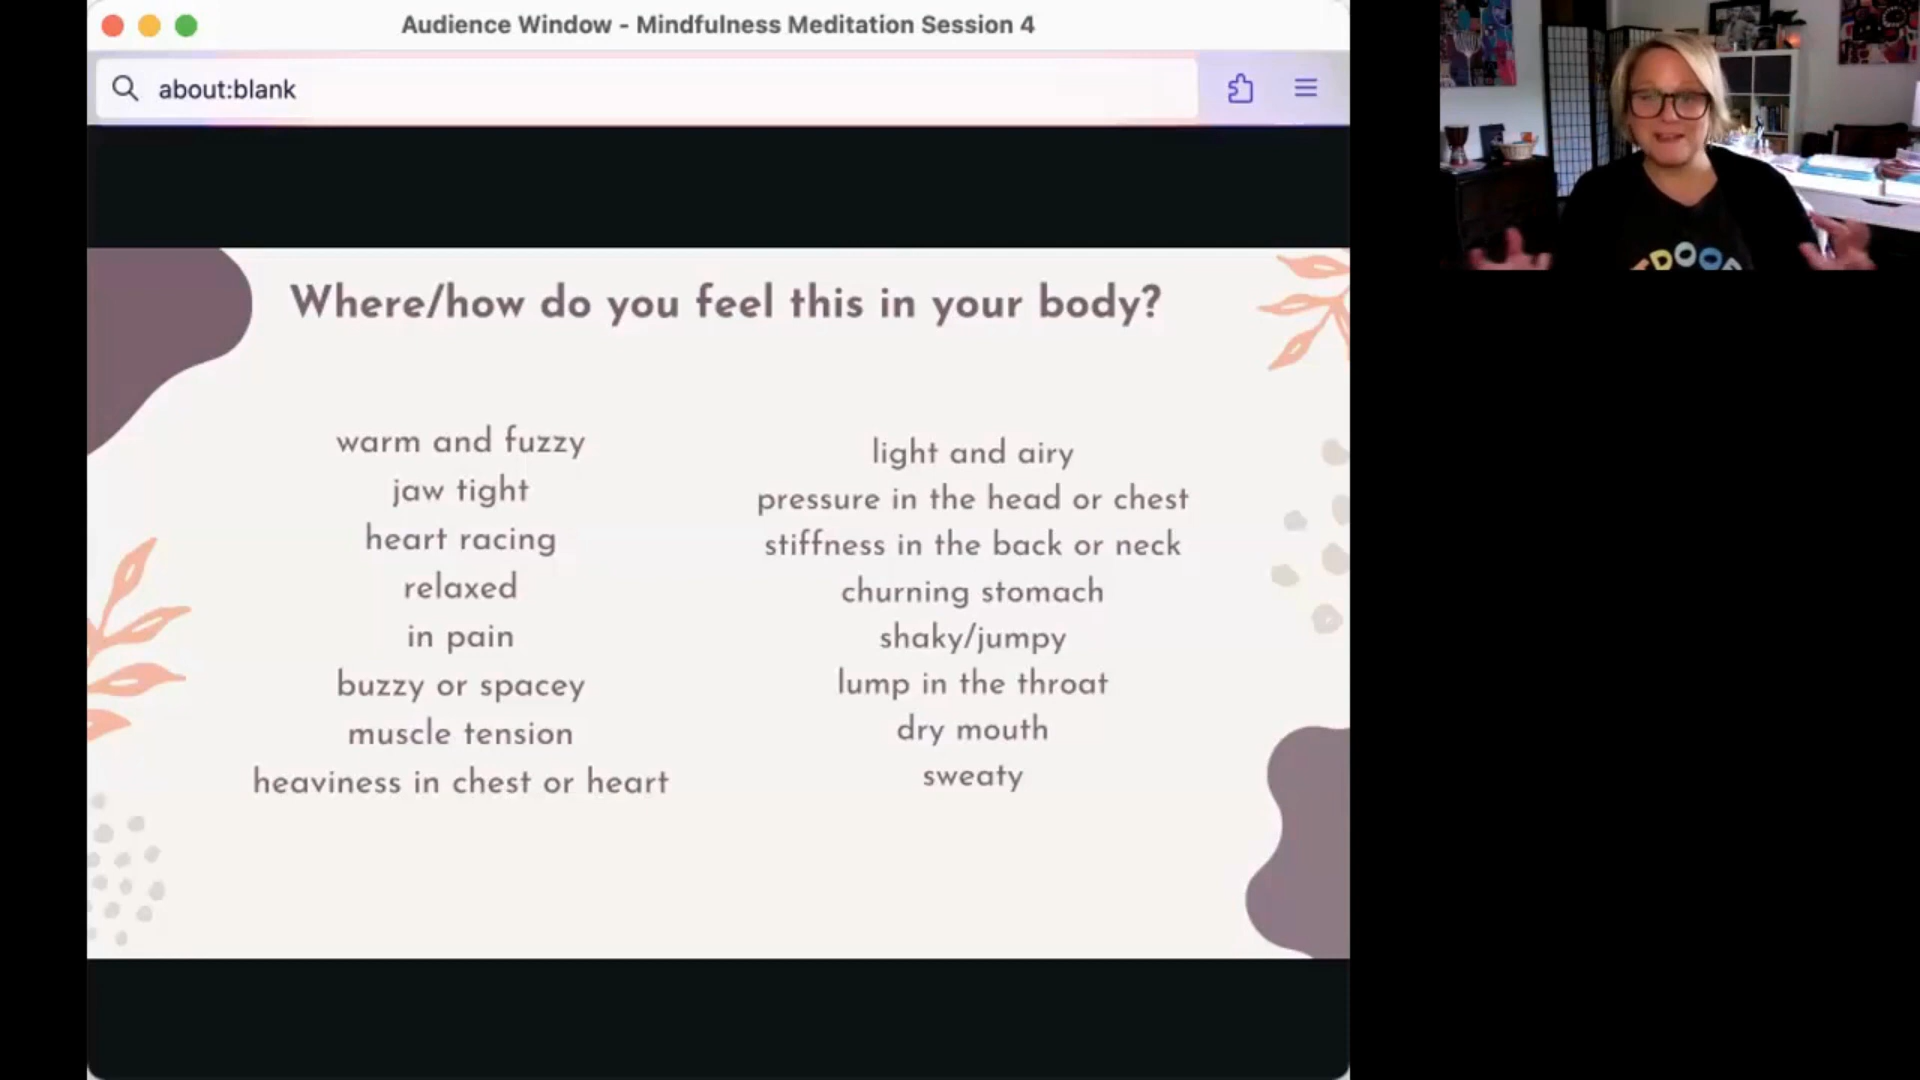 Audience Window - Mindfulness Meditation Session 4
about:blank
Where/how do you feel this in your body?
warm and fuzzy
jaw tight
heart racing
relaxed
in pain
buzzy or spacey
muscle tension
heaviness in chest or heart
light and airy
pressure in the head or chest
stiffness in the back or neck
churning stomach
shaky/jumpy
lump in the throat
dry mouth
sweaty